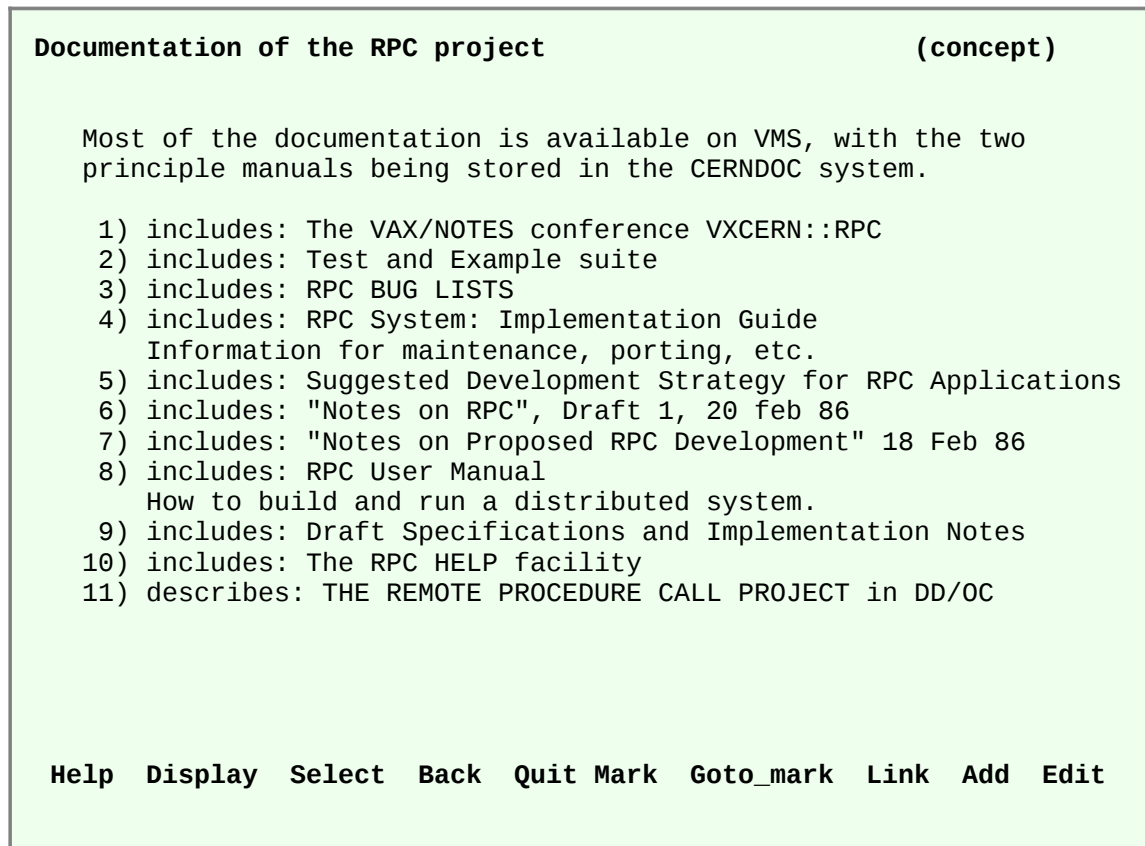 Documentation of the RPC project (concept)
Most of the documentation is available on VMS, with the two
principle manuals being stored in the CERNDOC system.
1) includes: The VAX/NOTES conference VXCERN::RPC
2) includes: Test and Example suite
3) includes: RPC BUG LISTS
4) includes: RPC System: Implementation Guide
Information for maintenance, porting, etc.
5) includes: Suggested Development Strategy for RPC Applications
6) includes: "Notes on RPC", Draft 1, 20 feb 86
7) includes: "Notes on Proposed RPC Development" 18 Feb 86
8) includes: RPC User Manual
How to build and run a distributed system.
9) includes: Draft Specifications and Implementation Notes
10) includes: The RPC HELP facility
11) describes: THE REMOTE PROCEDURE CALL PROJECT in DD/OC
Help Display Select Back Quit Mark Goto_mark Link Add Edit